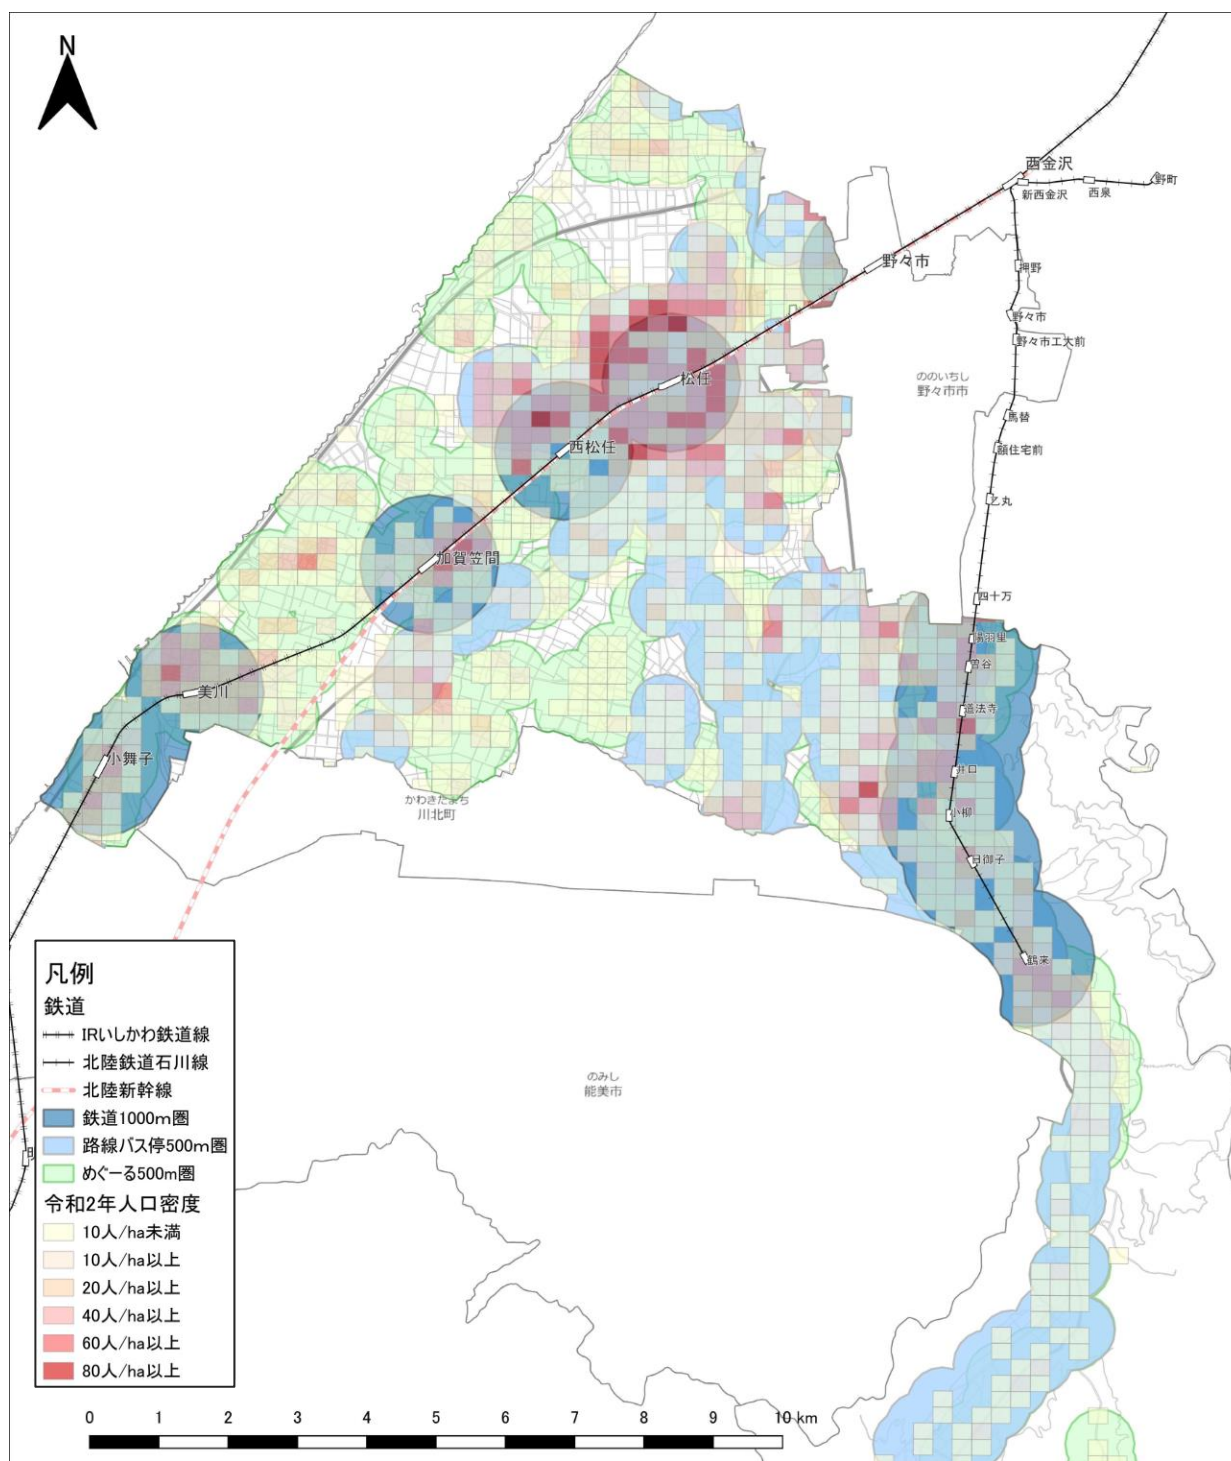 N
西金沢
新西金沢
西泉
野町
野々市
押野
野々市
野々市工大前
ののいちし
野々市市
松任
馬替
額住宅前
西松任
乙丸
加賀笠間
四十万
陽羽里
曽谷
美川
道法寺
小舞子
井口
かわきたまち
川北町
小柳
日御子
鶴来
のみし
能美市
凡例
鉄道
IRいしかわ鉄道線
北陸鉄道石川線
北陸新幹線
鉄道1000m圏
路線バス停500m圏
めぐーる500m圏
令和2年人口密度
10人/ha未満
10人/ha以上
20人/ha以上
40人/ha以上
60人/ha以上
80人/ha以上
0 1 2 3 4 5 6 7 8 9 10 km